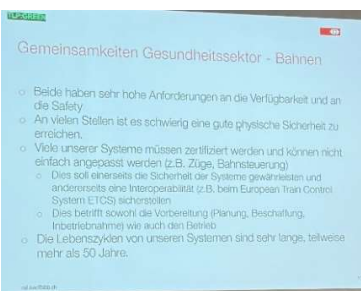 TLP:GREEN
Gemeinsamkeiten Gesundheitssektor - Bahnen
○ Beide haben sehr hohe Anforderungen an die Verfügbarkeit und an
die Safety
○ An vielen Stellen ist es schwierig eine gute physische Sicherheit zu
erreichen.
○ Viele unserer Systeme müssen zertifiziert werden und können nicht
einfach angepasst werden (z.B. Züge, Bahnsteuerung)
○ Dies soll einerseits die Sicherheit der Systeme gewährleisten und
andererseits eine Interoperabilität (z.B. beim European Train Control
System ETCS) sicherstellen
○ Dies betrifft sowohl die Vorbereitung (Planung, Beschaffung,
Inbetriebnahme) wie auch den Betrieb
○ Die Lebenszyklen von unseren Systemen sind sehr lange, teilweise
mehr als 50 Jahre.